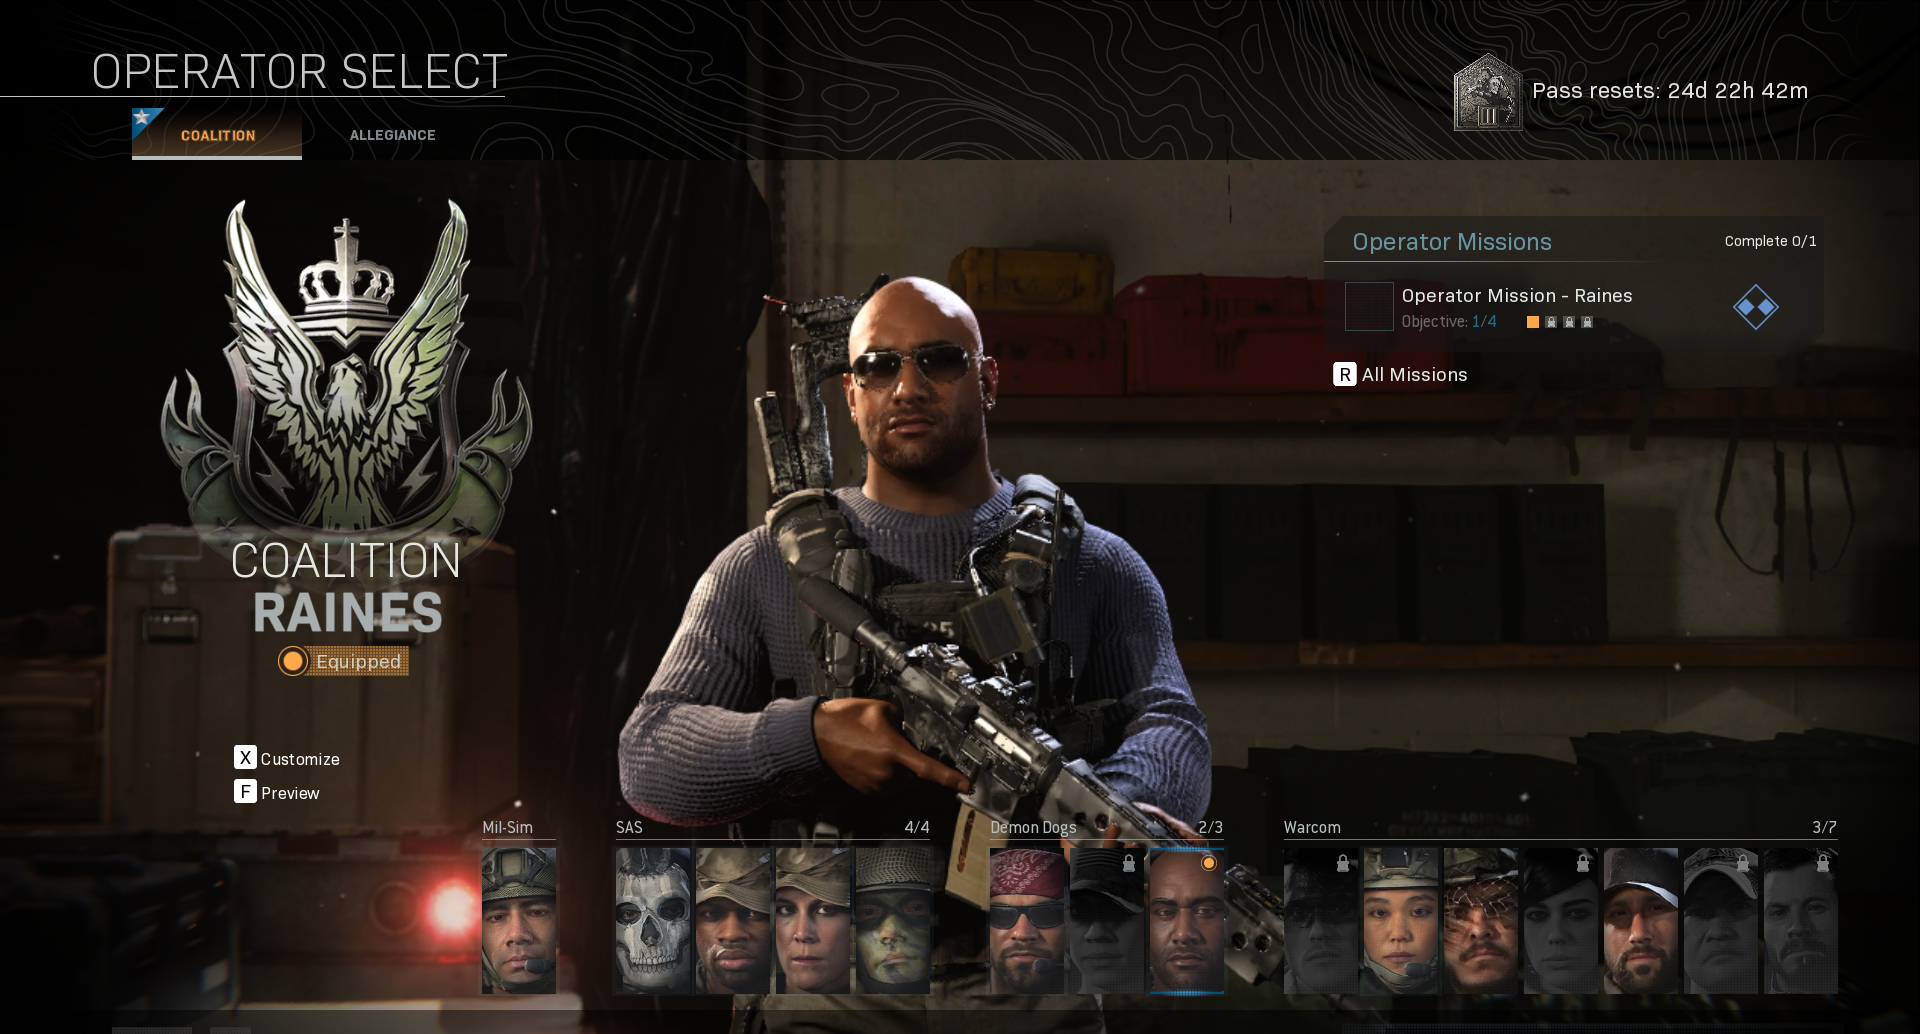 OPERATOR SELECT
Pass resets: 24d 22h 42m
COALITION
ALLEGIANCE
Operator Missions
Complete 0/1
Operator Mission - Raines
Objective: 1/4
R All Missions
COALITION
RAINES
Equipped
X Customize
F Preview
Mil-Sim
SAS 4/4
Demon Dogs 2/3
Warcom 3/7